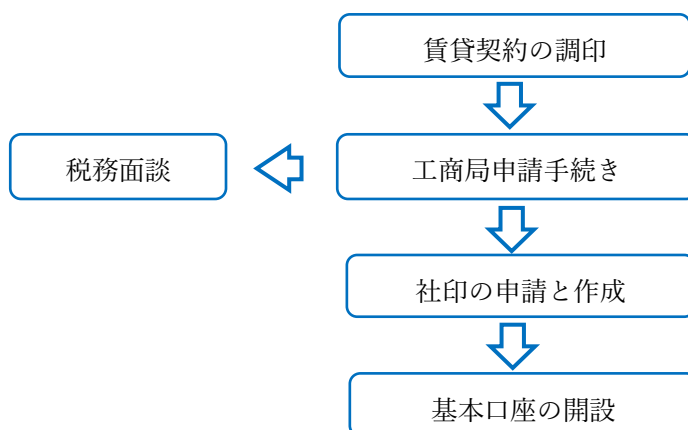 賃貸契約の調印
税務面談
工商局申請手続き
社印の申請と作成
基本口座の開設